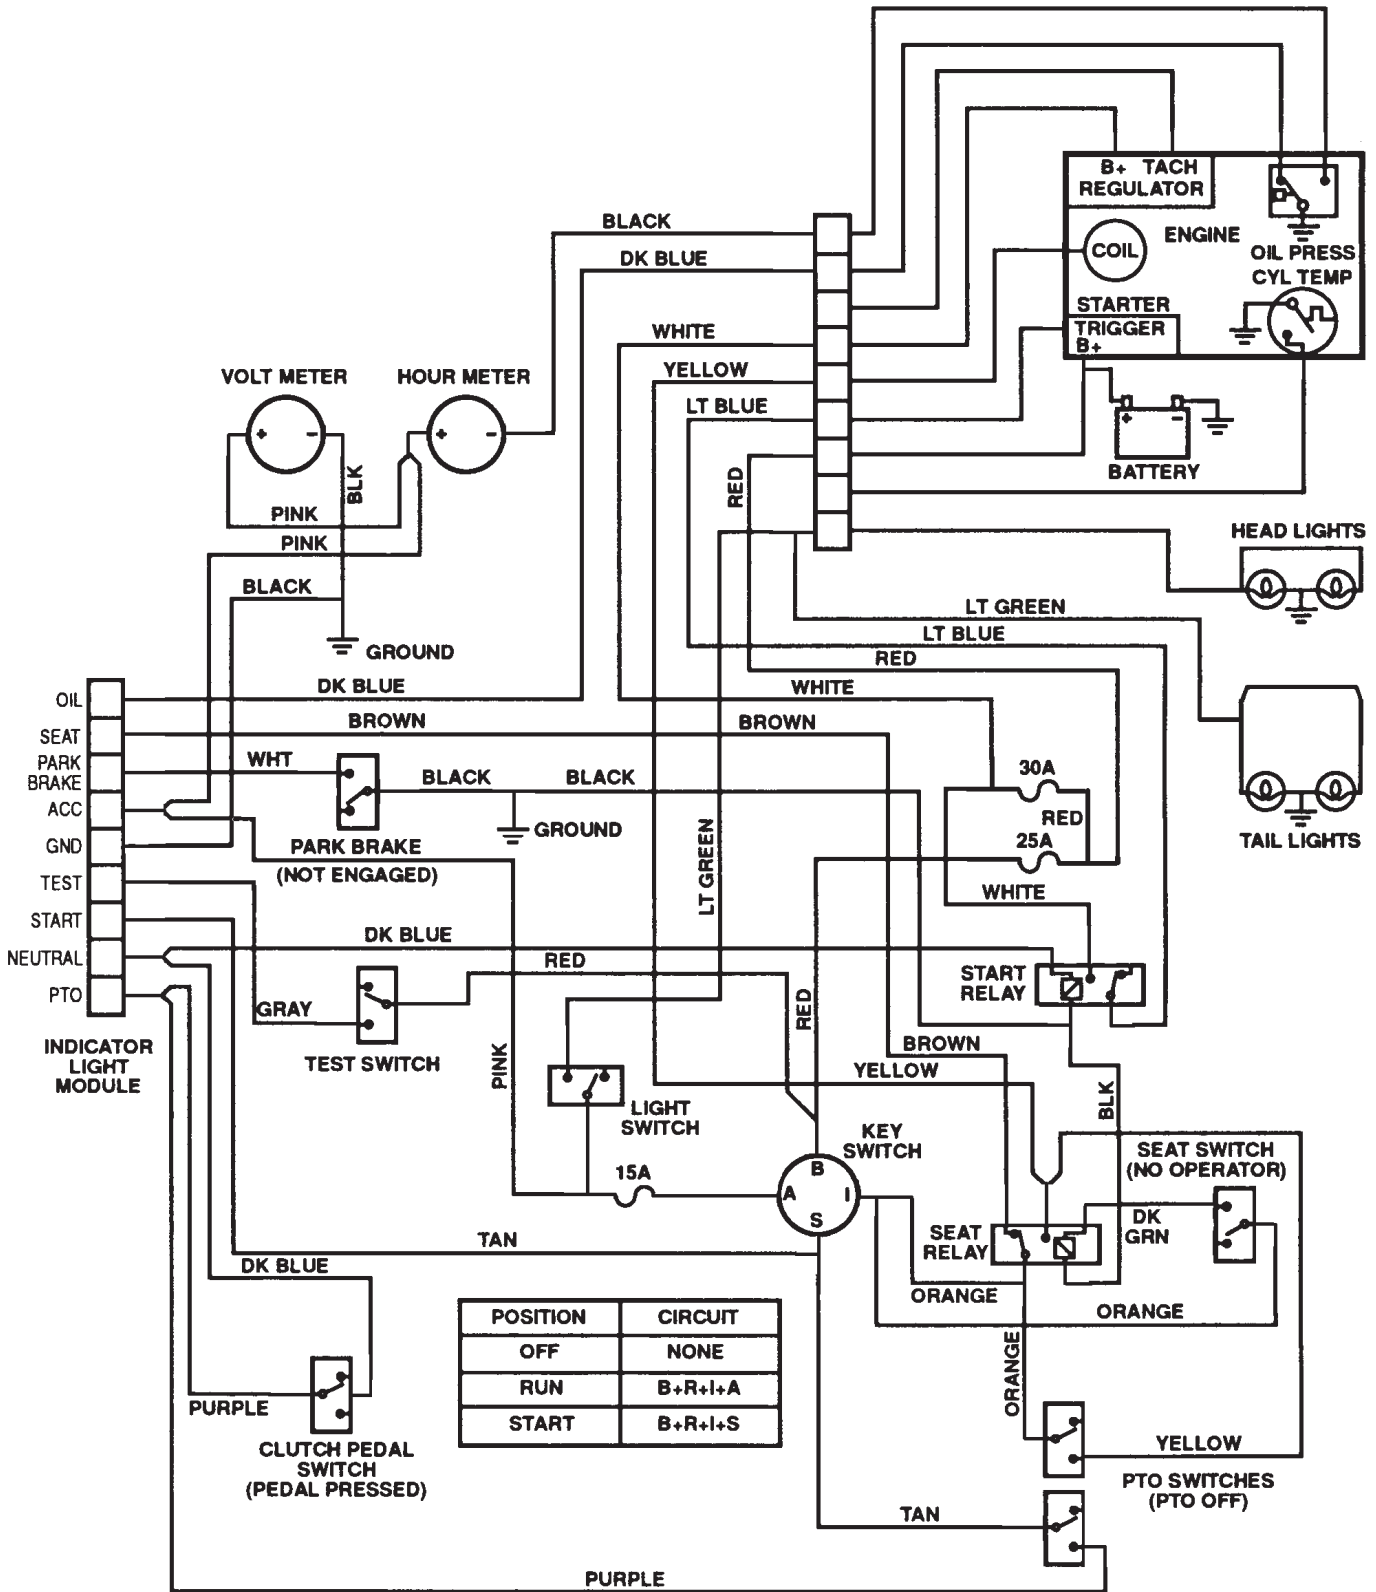 B+ TACH
REGULATOR
COIL
ENGINE
OIL PRESS
CYL TEMP
STARTER
TRIGGER
B+
+ -
BATTERY
BLACK
DK BLUE
WHITE
YELLOW
LT BLUE
RED
VOLT METER
HOUR METER
+ -
+ -
BLK
PINK
PINK
BLACK
GROUND
HEAD LIGHTS
LT GREEN
LT BLUE
RED
WHITE
TAIL LIGHTS
OIL
SEAT
PARK
BRAKE
ACC
GND
TEST
START
NEUTRAL
PTO
INDICATOR
LIGHT
MODULE
DK BLUE
BROWN
BROWN
WHT
BLACK
BLACK
GROUND
PARK BRAKE
(NOT ENGAGED)
LT GREEN
30A
RED
25A
WHITE
DK BLUE
RED
START
RELAY
GRAY
TEST SWITCH
PINK
RED
BROWN
YELLOW
BLK
LIGHT
SWITCH
KEY
SWITCH
B
A I
S
15A
SEAT SWITCH
(NO OPERATOR)
DK
GRN
SEAT
RELAY
TAN
DK BLUE
ORANGE
ORANGE
ORANGE
POSITION CIRCUIT
OFF NONE
RUN B+R+I+A
START B+R+I+S
PURPLE
CLUTCH PEDAL
SWITCH
(PEDAL PRESSED)
YELLOW
PTO SWITCHES
(PTO OFF)
TAN
PURPLE